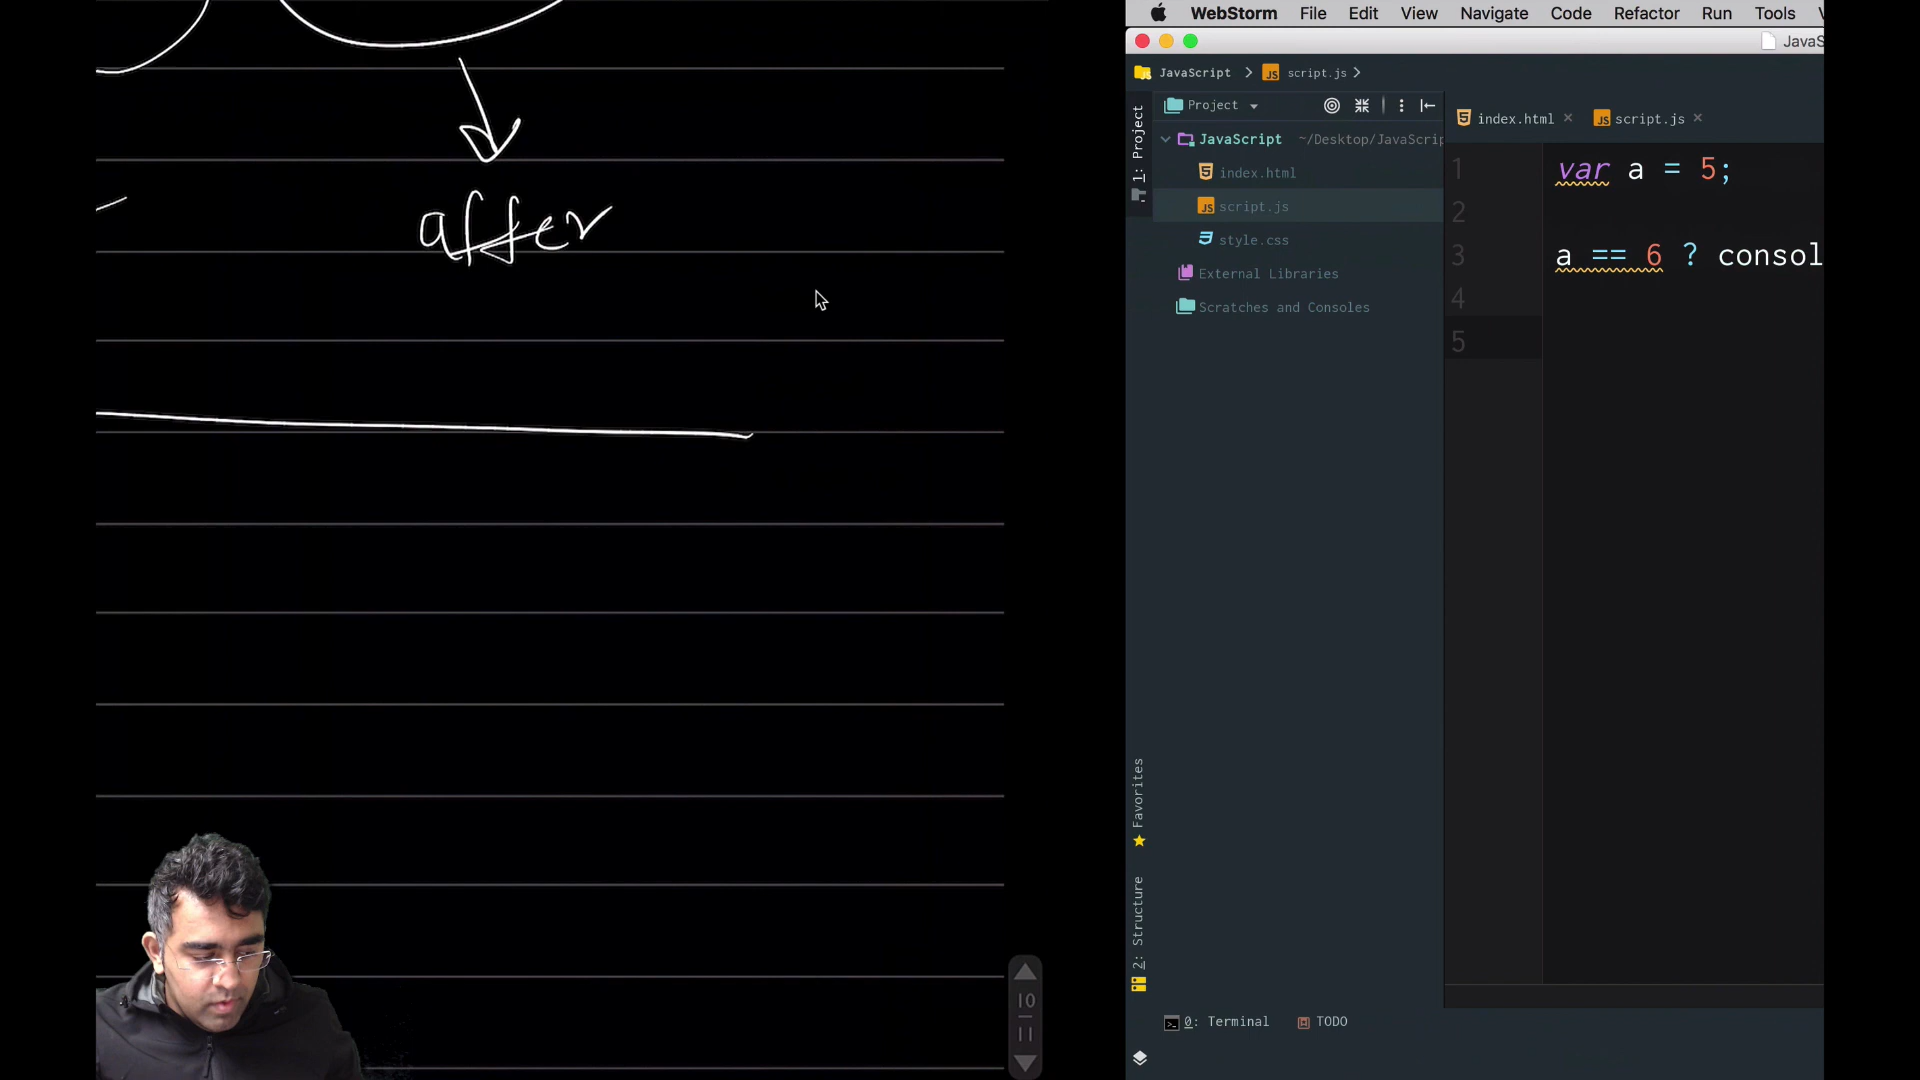 after
10
11
WebStorm File Edit View Navigate Code Refactor Run Tools
JavaS
JavaScript script.js
1: Project
Project
JavaScript ~/Desktop/JavaScrip
index.html
script.js
style.css
External Libraries
Scratches and Consoles
index.html script.js
1 var a = 5;
2
3 a == 6 ? consol
4
5
Favorites
2: Structure
0: Terminal TODO